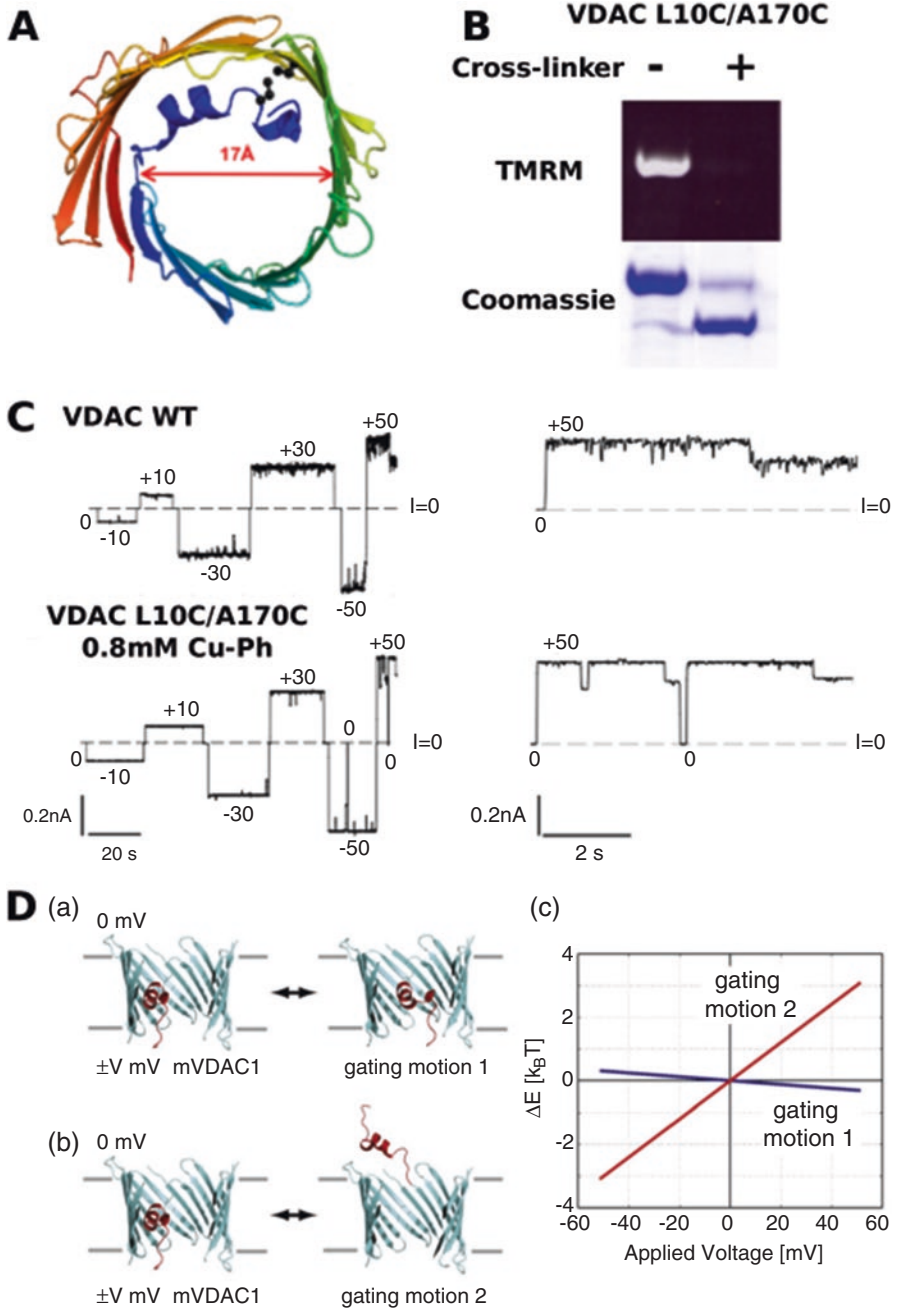 A
17Å
B
VDAC L10C/A170C
Cross-linker - +
TMRM
Coomassie
C
VDAC WT
0
-10
+10
-30
+30
-50
+50
I=0
+50
0
I=0
VDAC L10C/A170C
0.8mM Cu-Ph
0
-10
+10
-30
+30
0
-50
+50
0
I=0
0.2nA
20 s
+50
0
0
I=0
0.2nA
2 s
D
(a)
0 mV
±V mV mVDAC1
gating motion 1
(b)
0 mV
±V mV mVDAC1
gating motion 2
(c)
4
2
0
-2
-4
ΔE [kBT]
gating
motion 2
gating
motion 1
-60 -40 -20 0 20 40 60
Applied Voltage [mV]